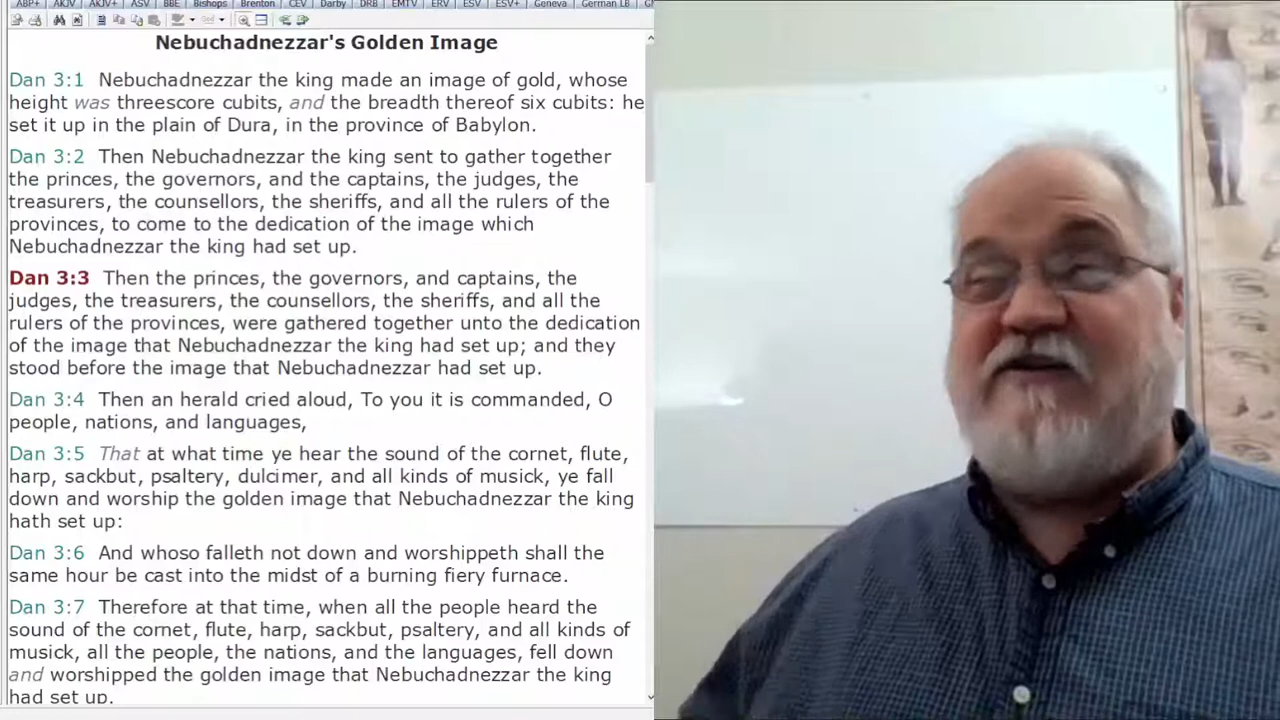 ABP+ AKJV AKJV+ ASV BBE Bishops Brenton CEV Darby DRB EMTV ERV ESV ESV+ Geneva German LB
Nebuchadnezzar's Golden Image
Dan 3:1 Nebuchadnezzar the king made an image of gold, whose
height was threescore cubits, and the breadth thereof six cubits: he
set it up in the plain of Dura, in the province of Babylon.
Dan 3:2 Then Nebuchadnezzar the king sent to gather together
the princes, the governors, and the captains, the judges, the
treasurers, the counsellors, the sheriffs, and all the rulers of the
provinces, to come to the dedication of the image which
Nebuchadnezzar the king had set up.
Dan 3:3 Then the princes, the governors, and captains, the
judges, the treasurers, the counsellors, the sheriffs, and all the
rulers of the provinces, were gathered together unto the dedication
of the image that Nebuchadnezzar the king had set up; and they
stood before the image that Nebuchadnezzar had set up.
Dan 3:4 Then an herald cried aloud, To you it is commanded, O
people, nations, and languages,
Dan 3:5 That at what time ye hear the sound of the cornet, flute,
harp, sackbut, psaltery, dulcimer, and all kinds of musick, ye fall
down and worship the golden image that Nebuchadnezzar the king
hath set up:
Dan 3:6 And whoso falleth not down and worshippeth shall the
same hour be cast into the midst of a burning fiery furnace.
Dan 3:7 Therefore at that time, when all the people heard the
sound of the cornet, flute, harp, sackbut, psaltery, and all kinds of
musick, all the people, the nations, and the languages, fell down
and worshipped the golden image that Nebuchadnezzar the king
had set up.